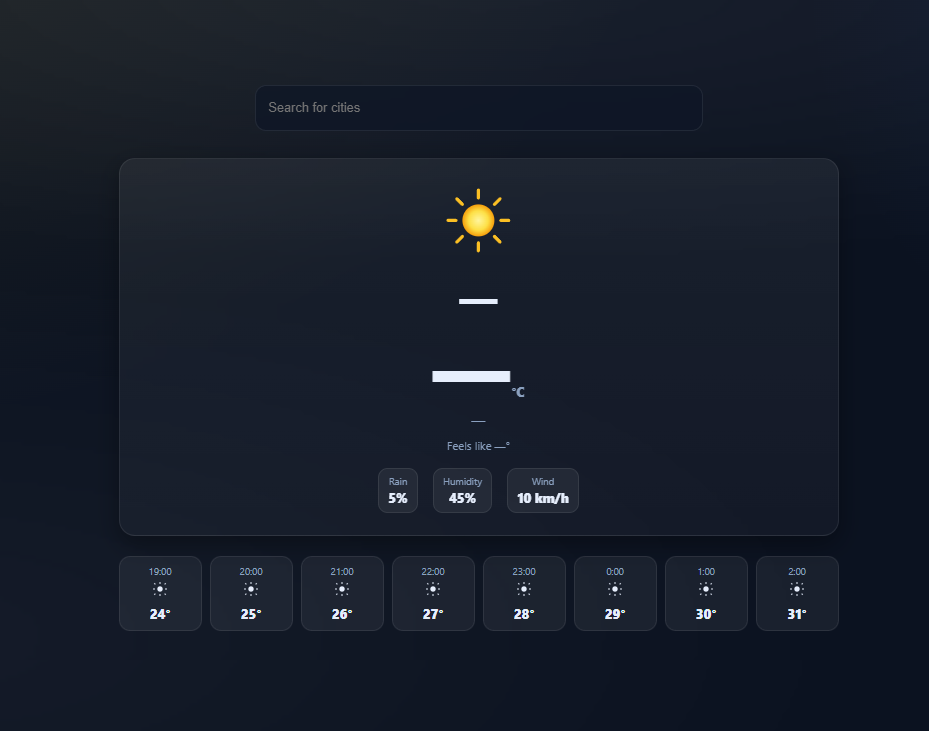 Search for cities
—
—
°C
—
Feels like —°
Rain Humidity Wind
5% 45% 10 km/h
19:00 20:00 21:00 22:00 23:00 0:00 1:00 2:00
24° 25° 26° 27° 28° 29° 30° 31°